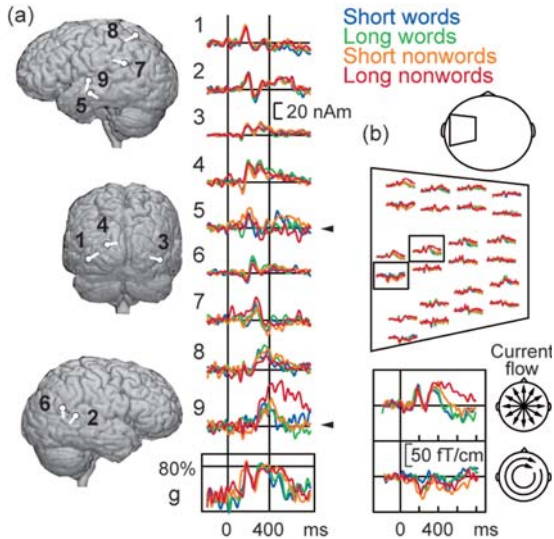 (a)
8
7
9
5
1
4
3
6
2
1
2
20 nAm
3
4
5
6
7
8
9
80%
g
0 400 ms
Short words
Long words
Short nonwords
Long nonwords
(b)
Current
flow
50 fT/cm
0 400 ms